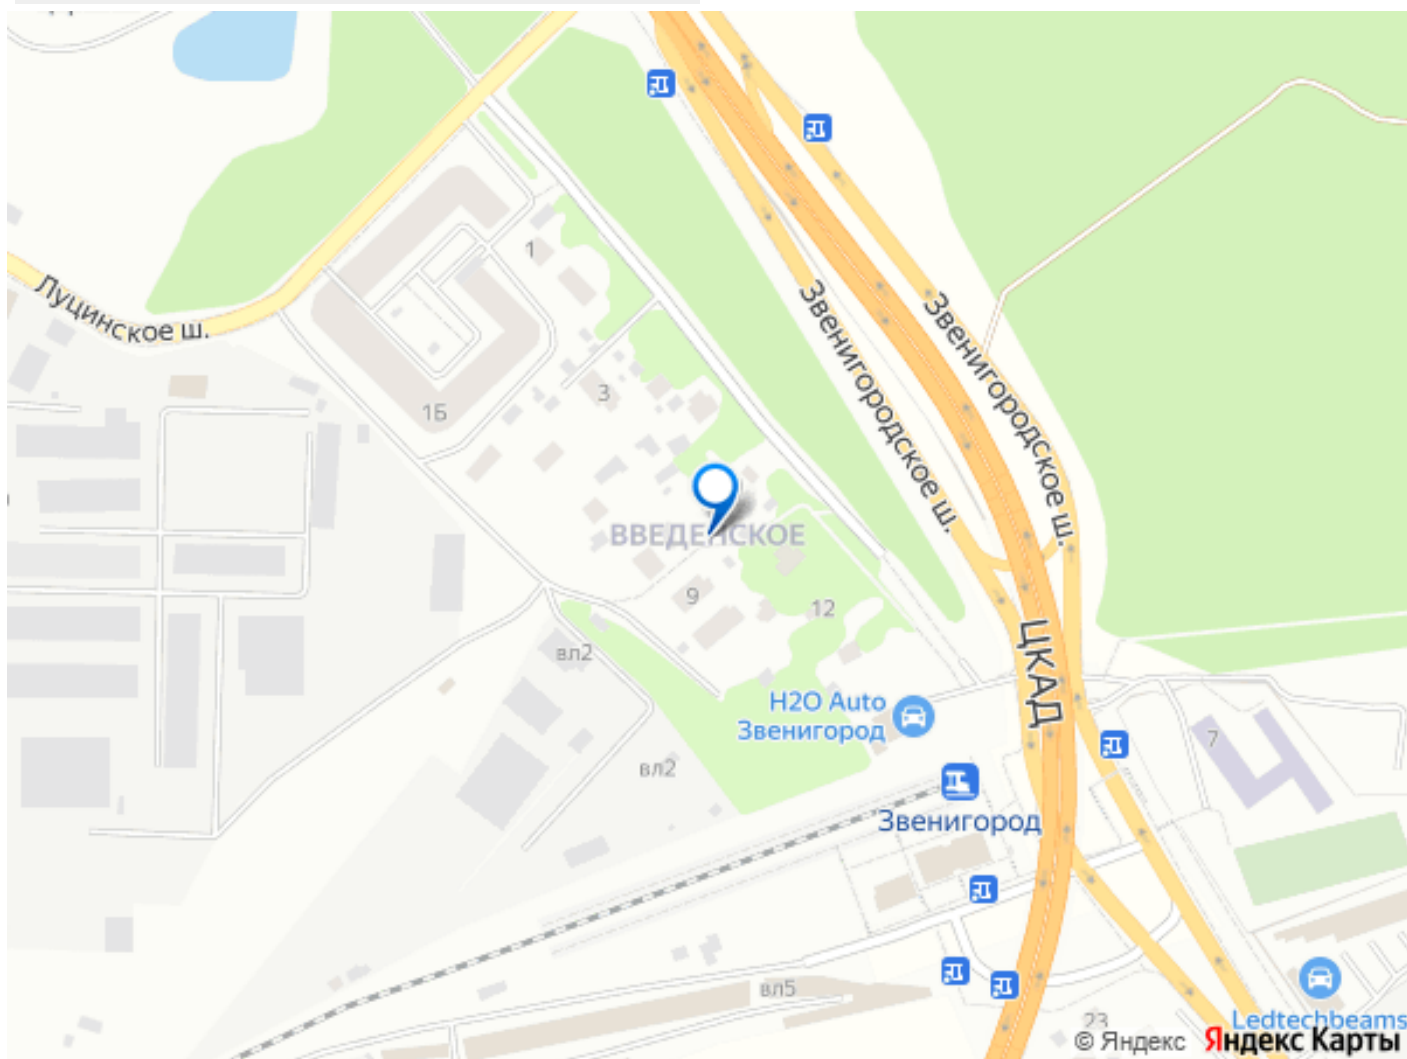 Луцинское ш.
1
3
1Б
Звенигородское ш.
Звенигородское ш.
ВВЕДЕНСКОЕ
9
12
вл2
ЦКАД
H2O Auto
Звенигород
7
вл2
Звенигород
вл5
23
Ledtechbeams
© Яндекс Яндекс Карты